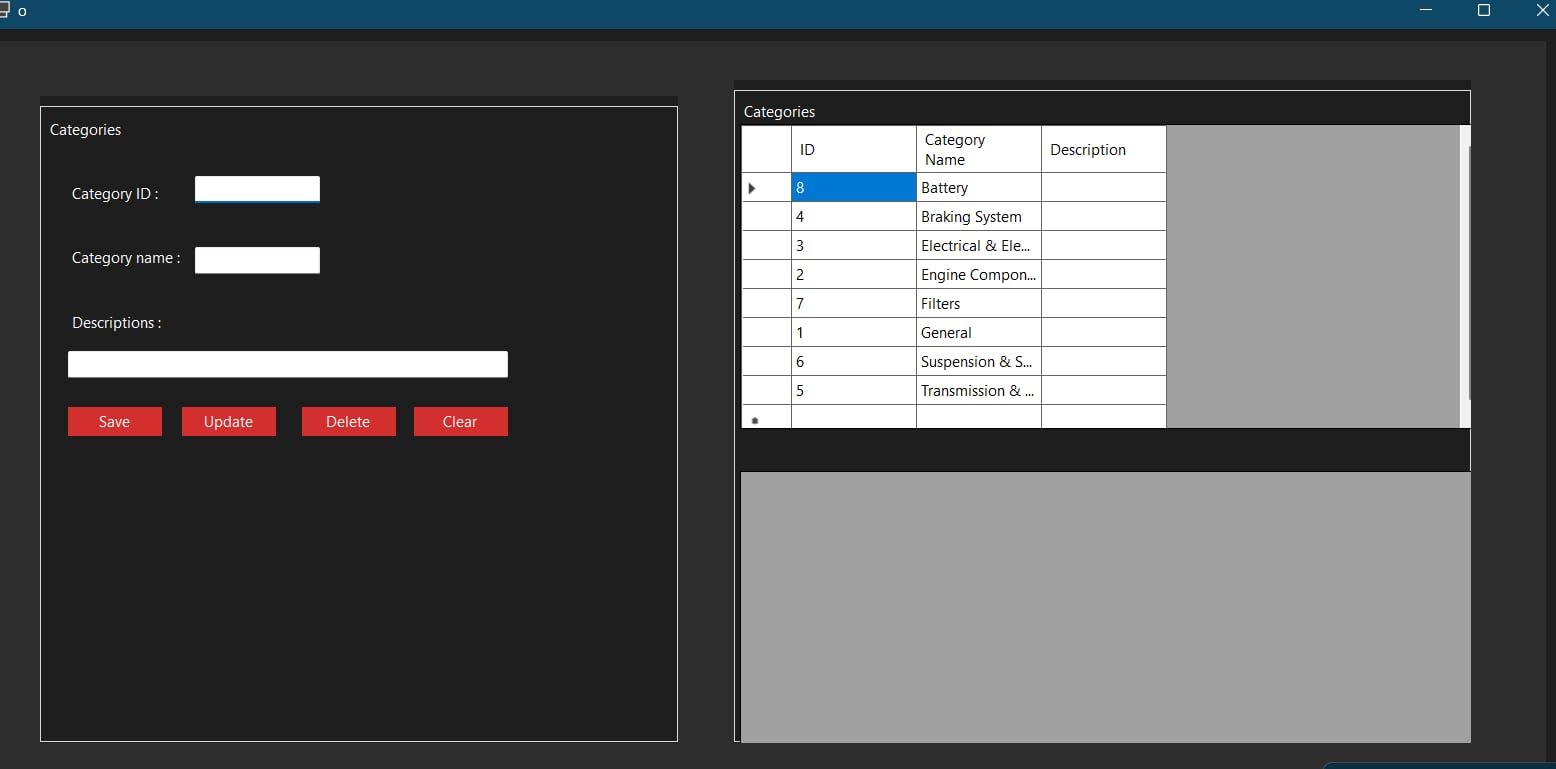 o
Categories
Category ID :
Category name :
Descriptions :
Save Update Delete Clear
Categories
ID Category Name Description
8 Battery
4 Braking System
3 Electrical & Ele...
2 Engine Compon...
7 Filters
1 General
6 Suspension & S...
5 Transmission & ...